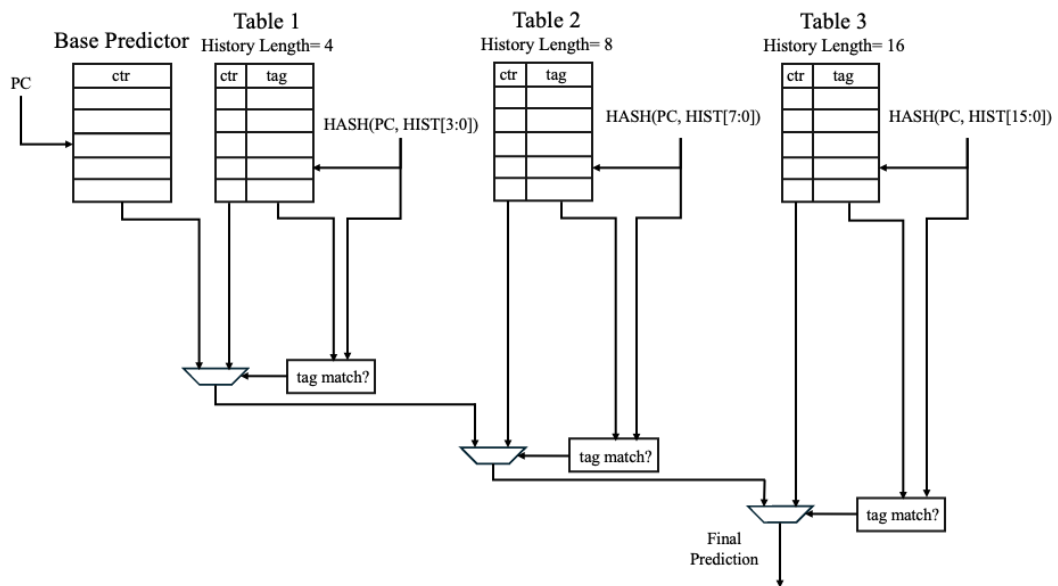 Base Predictor
PC
ctr
Table 1
History Length= 4
ctr tag
HASH(PC, HIST[3:0])
tag match?
Table 2
History Length= 8
ctr tag
HASH(PC, HIST[7:0])
tag match?
Table 3
History Length= 16
ctr tag
HASH(PC, HIST[15:0])
tag match?
Final
Prediction